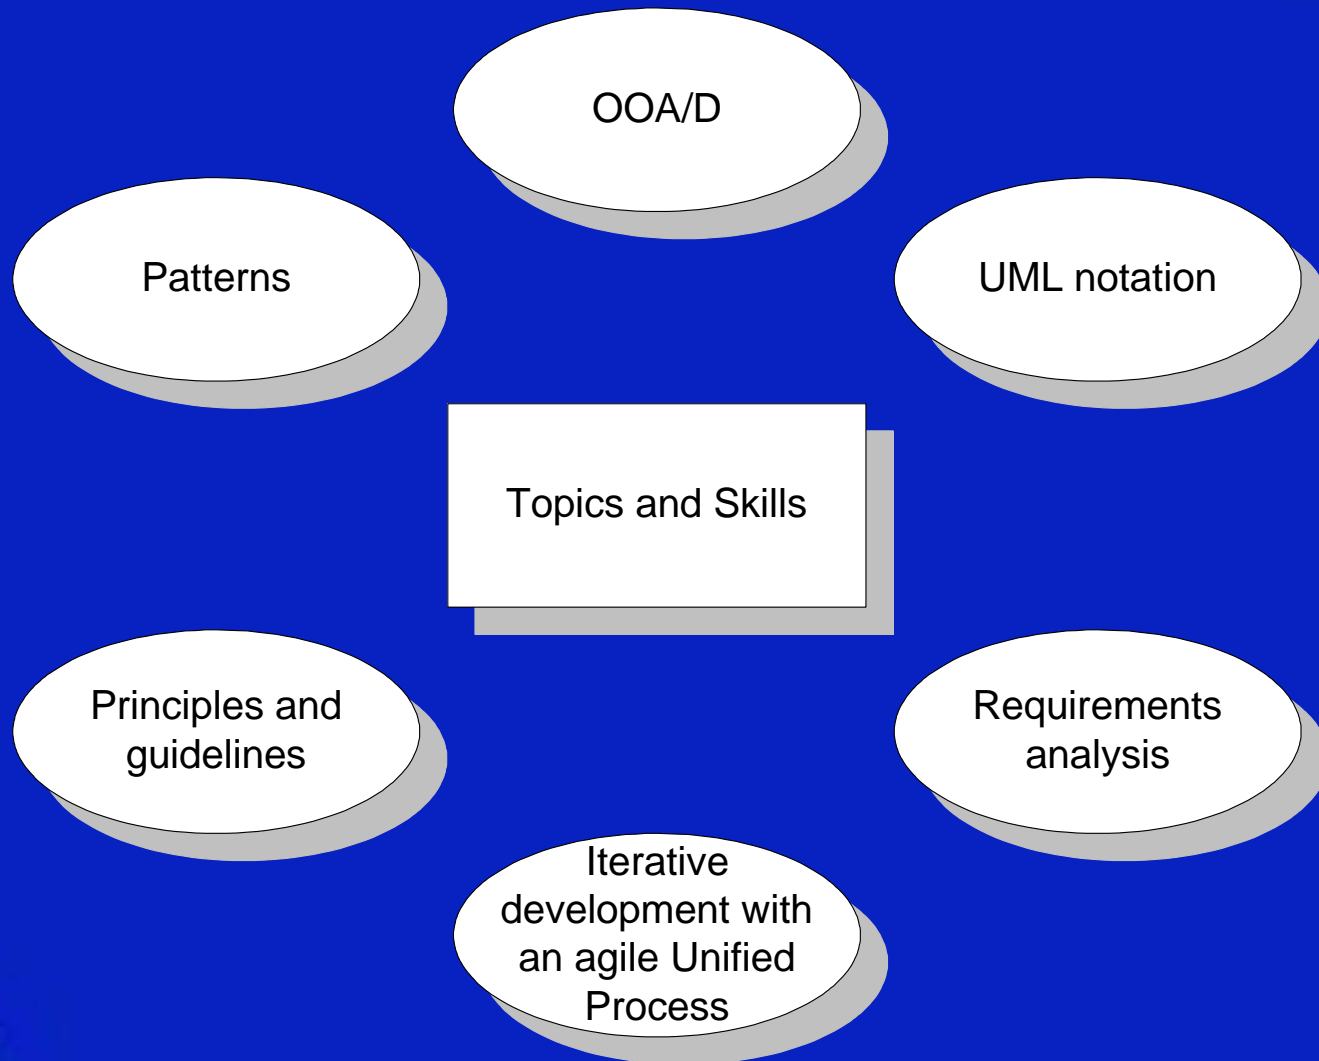 OOA/D
Patterns
UML notation
Topics and Skills
Principles and
guidelines
Requirements
analysis
Iterative
development with
an agile Unified
Process